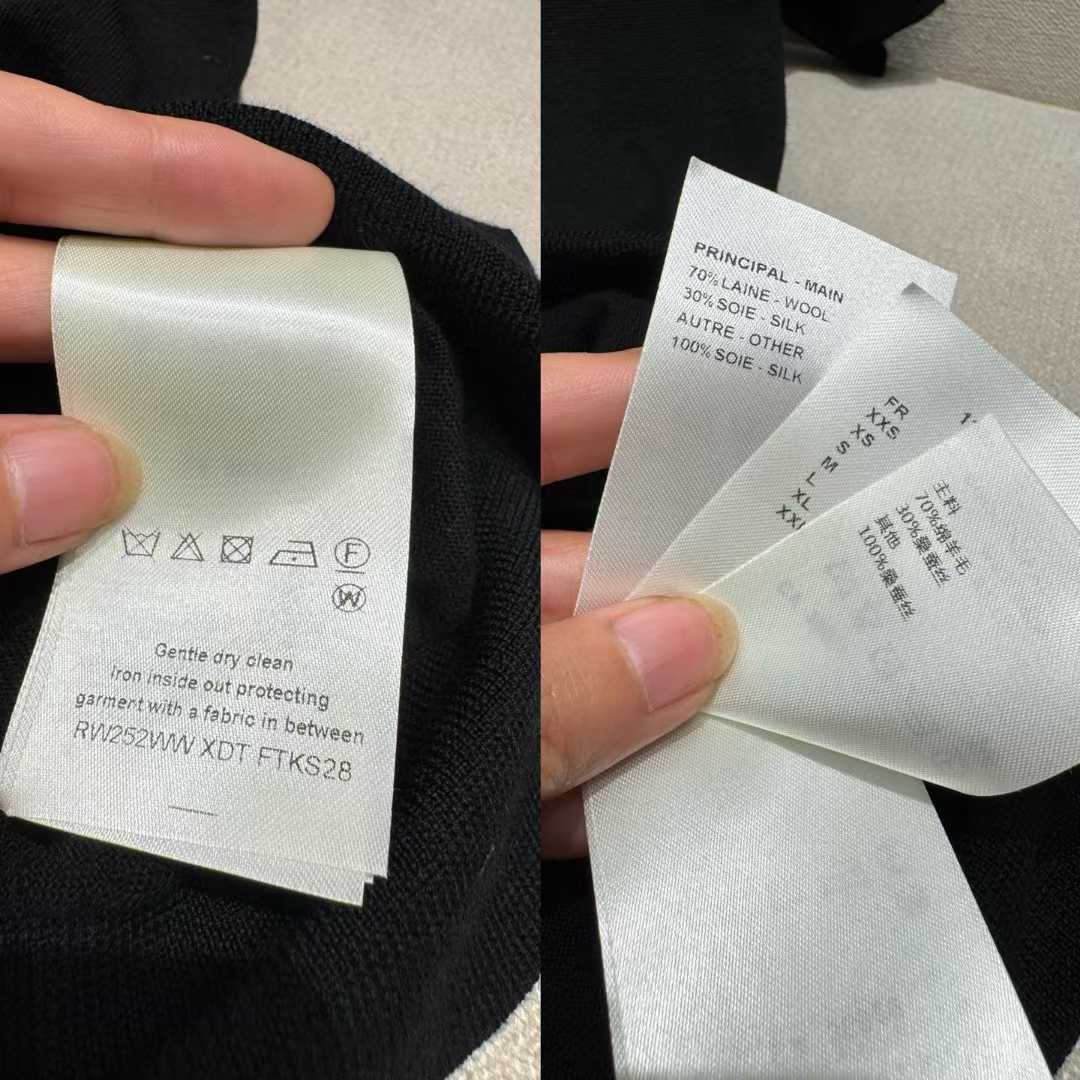 F
W
Gentle dry clean
iron inside out protecting
garment with a fabric in between
RW252WW XDT FTKS28
PRINCIPAL - MAIN
70% LAINE - WOOL
30% SOIE - SILK
AUTRE - OTHER
100% SOIE - SILK
FR
XXS
XS
S
M
L
XL
主料
70%绵羊毛
30%桑蚕丝
其他
100%桑蚕丝